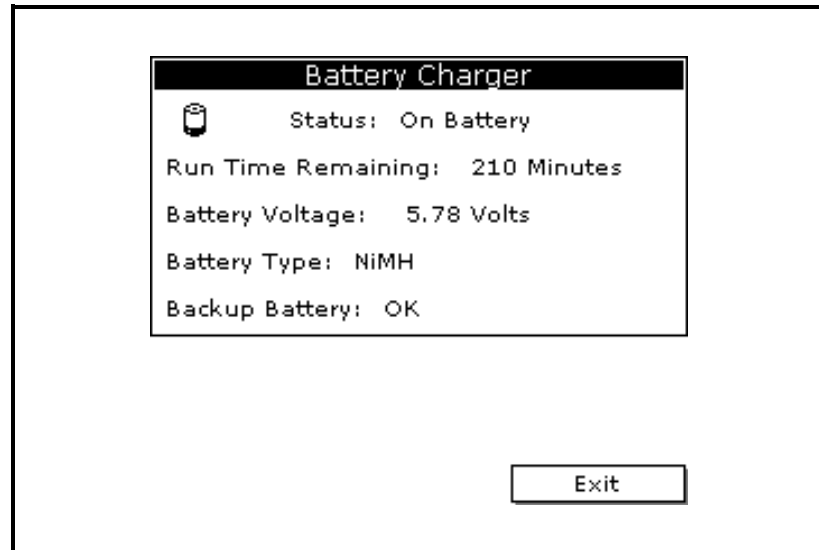 Battery Charger
Status: On Battery
Run Time Remaining: 210 Minutes
Battery Voltage: 5.78 Volts
Battery Type: NiMH
Backup Battery: OK
Exit